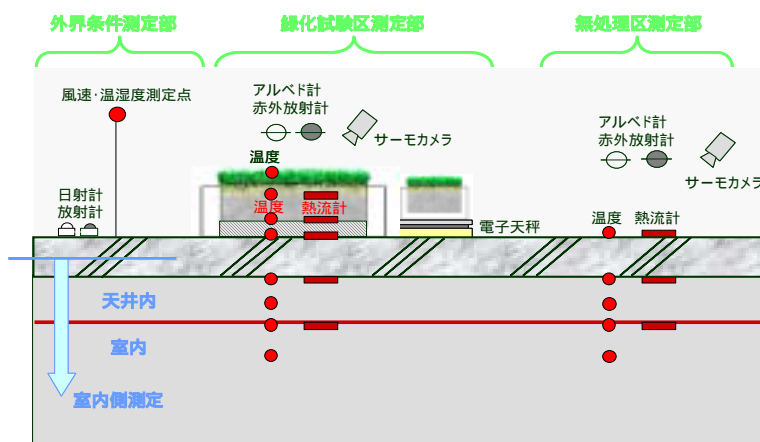 外界条件測定部
緑化試験区測定部
無処理区測定部
風速・温湿度測定点
アルベド計
赤外放射計
サーモカメラ
温度
日射計
放射計
温度
熱流計
電子天秤
アルベド計
赤外放射計
サーモカメラ
温度
熱流計
天井内
室内
室内側測定